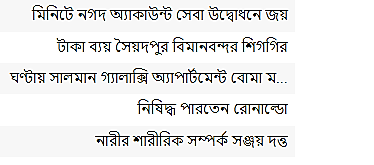 মিনিটে নগদ অ্যাকাউন্ট সেবা উদ্বোধনে জয়
টাকা ব্যয় সৈয়দপুর বিমানবন্দর শিগগির
ঘণ্টায় সালমান গ্যালাক্সি অ্যাপার্টমেন্ট বোমা ম...
নিষিদ্ধ পারতেন রোনাল্ডো
নারীর শারীরিক সম্পর্ক সঞ্জয় দত্ত